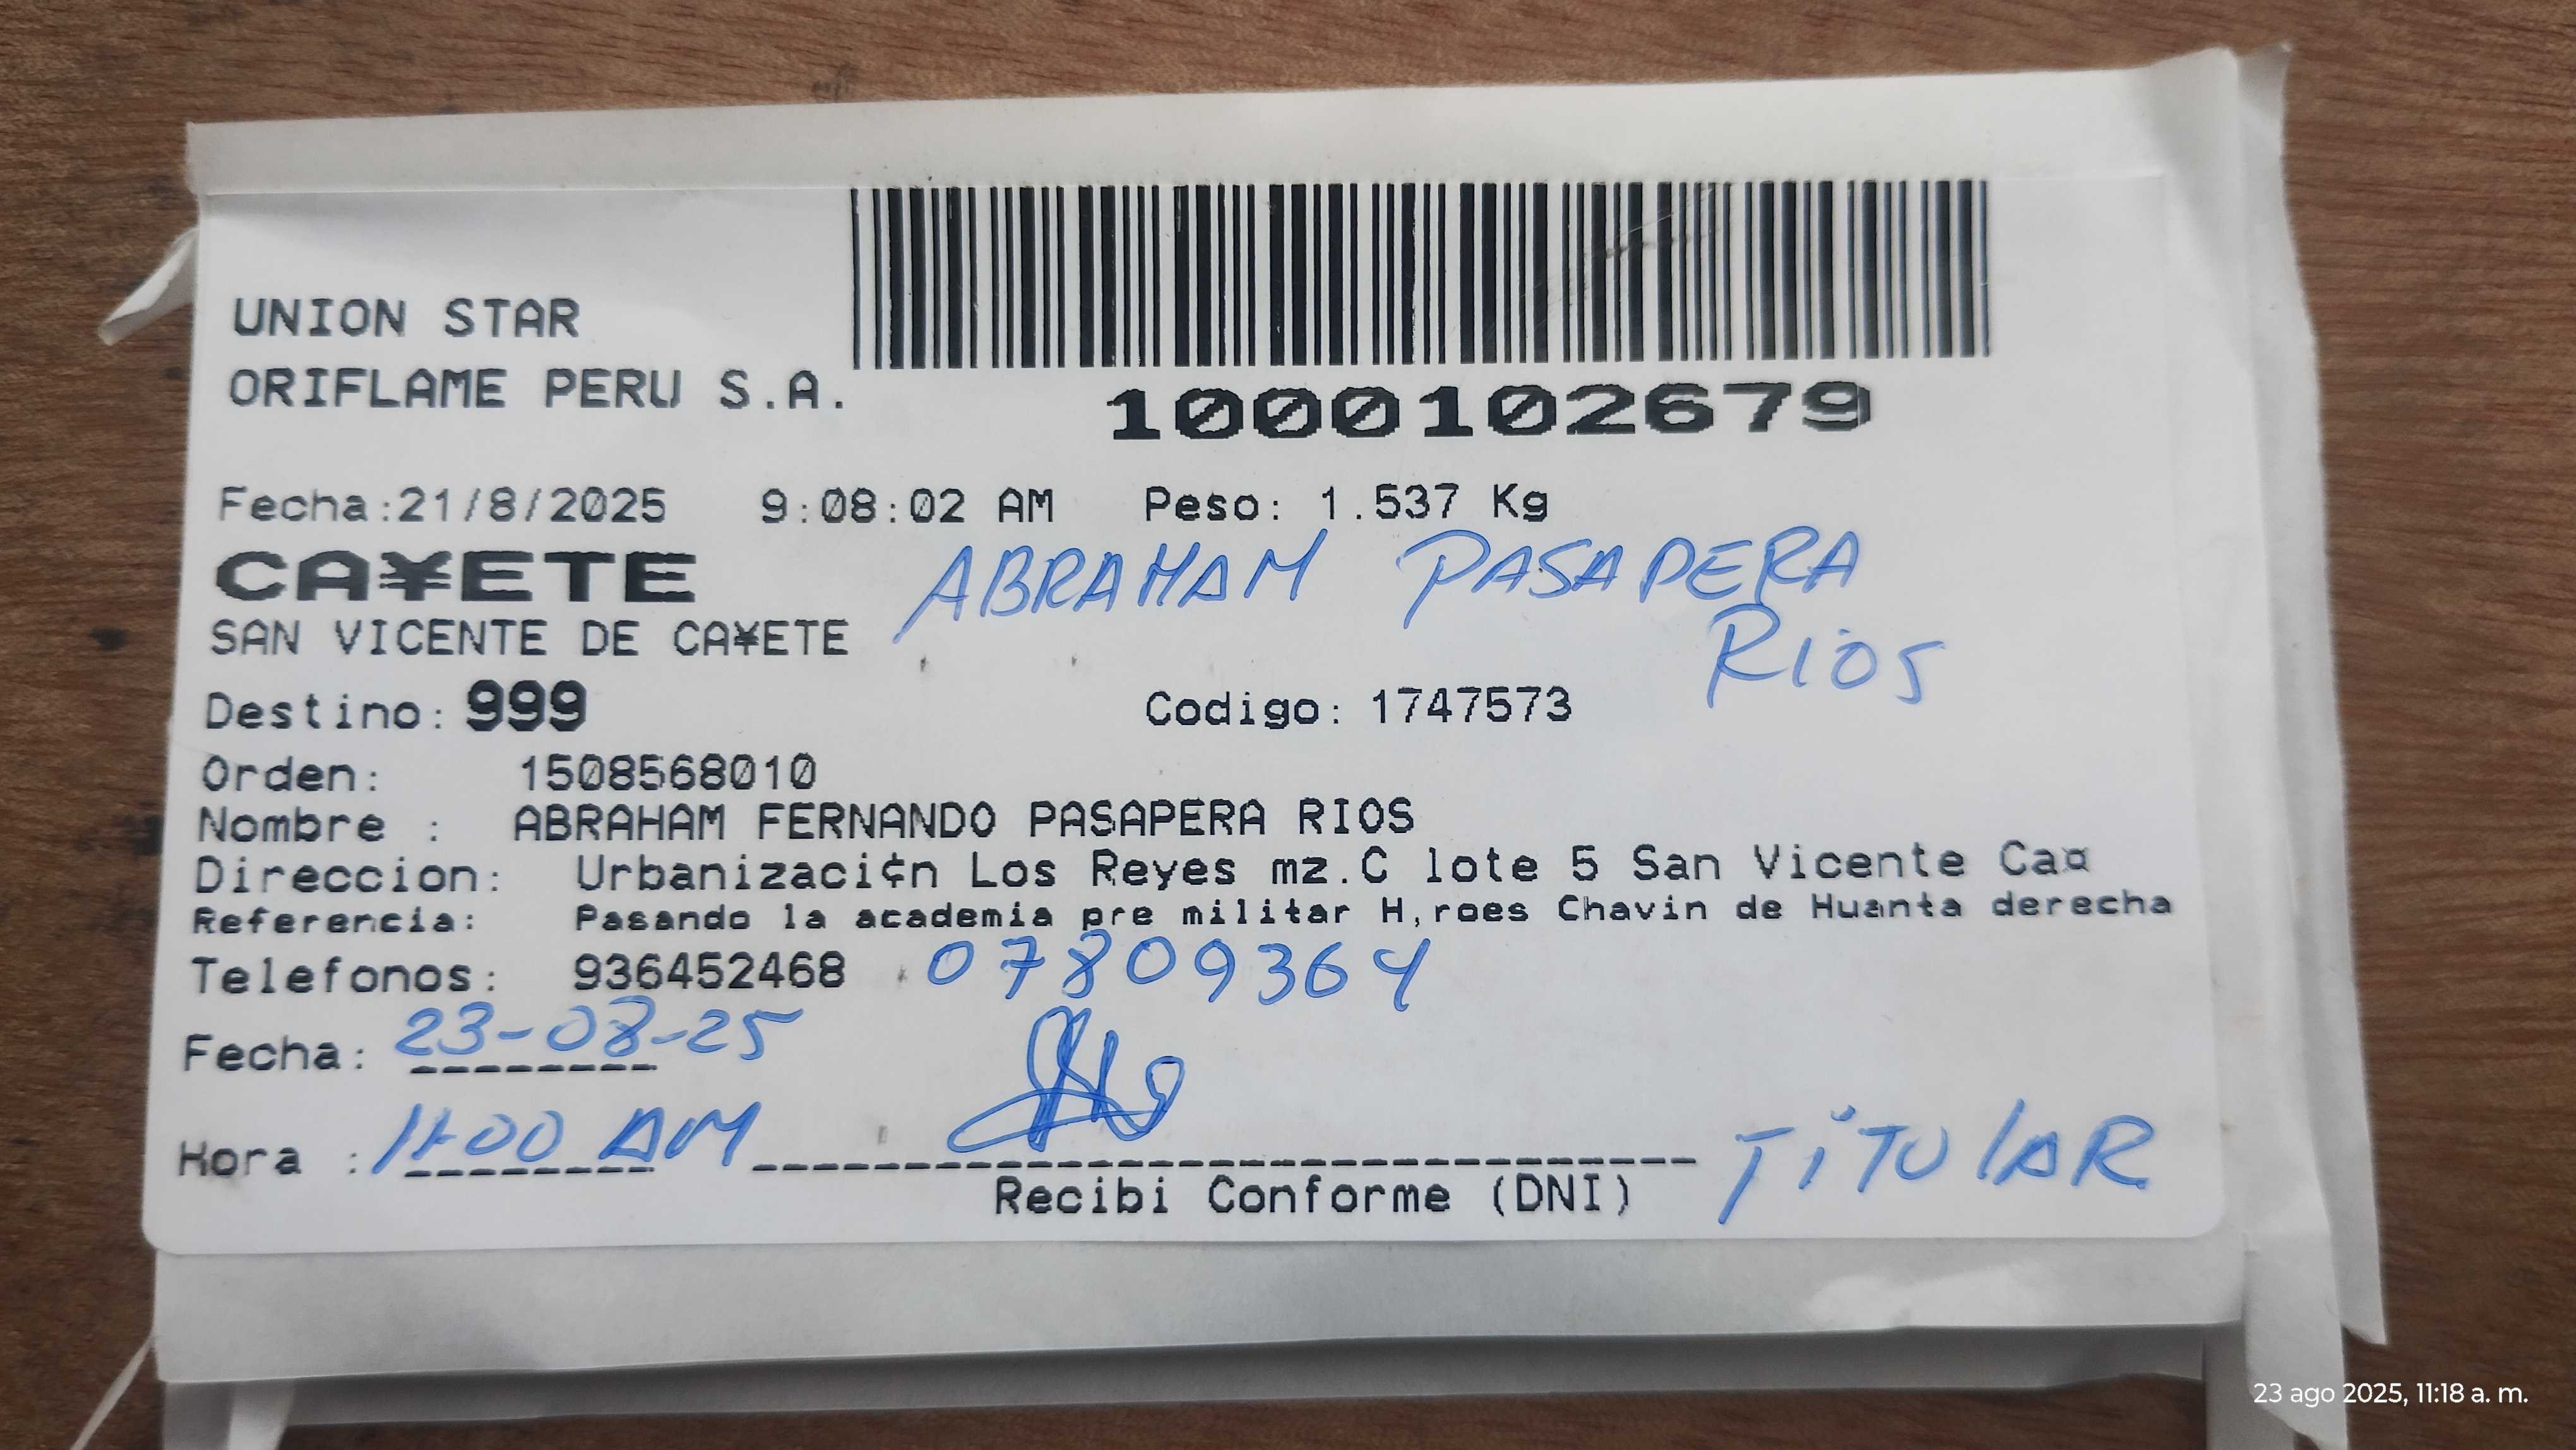 UNION STAR
ORIFLAME PERU S.A.
1000102679
Fecha:21/8/2025 9:08:02 AM Peso: 1.537 Kg
CA¥ETE ABRAHAM PASAPERA
SAN VICENTE DE CA¥ETE RIOS
Destino: 999 Codigo: 1747573
Orden: 1508568010
Nombre : ABRAHAM FERNANDO PASAPERA RIOS
Direccion: Urbanizaci¢n Los Reyes mz.C lote 5 San Vicente Ca¤
Referencia: Pasando la academia pre militar H‚roes Chavin de Huanta derecha
Telefonos: 936452468 07809364
Fecha: 23-08-25
Hora : 11:00 AM TiTULAR
Recibi Conforme (DNI)
23 ago 2025, 11:18 a. m.